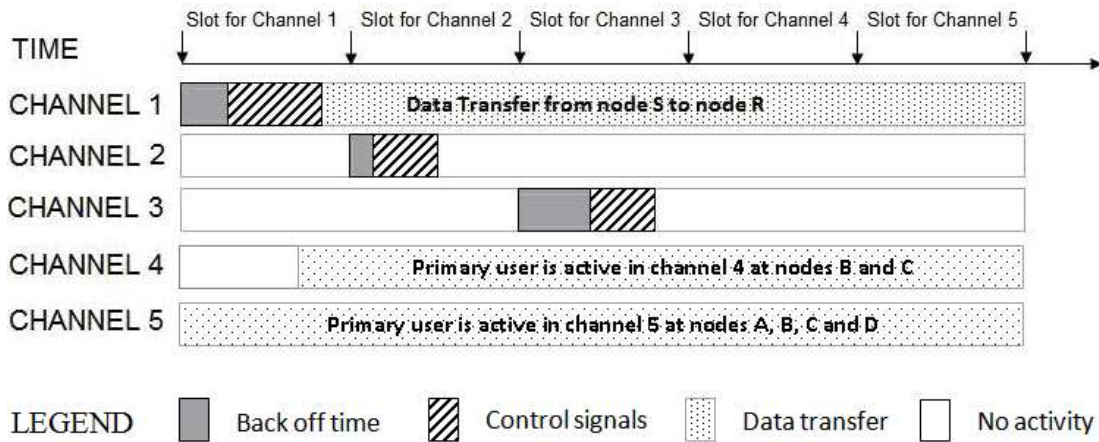 Slot for Channel 1 Slot for Channel 2 Slot for Channel 3 Slot for Channel 4 Slot for Channel 5
TIME
CHANNEL 1 Data Transfer from node S to node R
CHANNEL 2
CHANNEL 3
CHANNEL 4 Primary user is active in channel 4 at nodes B and C
CHANNEL 5 Primary user is active in channel 5 at nodes A, B, C and D
LEGEND Back off time Control signals Data transfer No activity